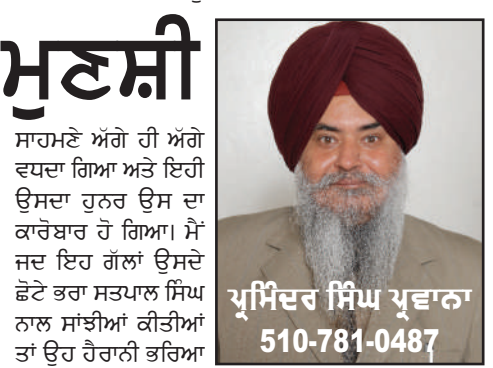 ਮੁਣਸ਼ੀ
ਸਾਹਮਣੇ ਅੱਗੇ ਹੀ ਅੱਗੇ
ਵਧਦਾ ਗਿਆ ਅਤੇ ਇਹੀ
ਉਸਦਾ ਹੁਨਰ ਉਸ ਦਾ
ਕਾਰੋਬਾਰ ਹੋ ਗਿਆ। ਮੈਂ
ਜਦ ਇਹ ਗੱਲਾਂ ਉਸਦੇ
ਛੋਟੇ ਭਰਾ ਸਤਪਾਲ ਸਿੰਘ
ਨਾਲ ਸਾਂਝੀਆਂ ਕੀਤੀਆਂ
ਤਾਂ ਉਹ ਹੈਰਾਨੀ ਭਰਿਆ
ਪ੍ਰਮਿੰਦਰ ਸਿੰਘ ਪ੍ਰਵਾਨਾ
510-781-0487